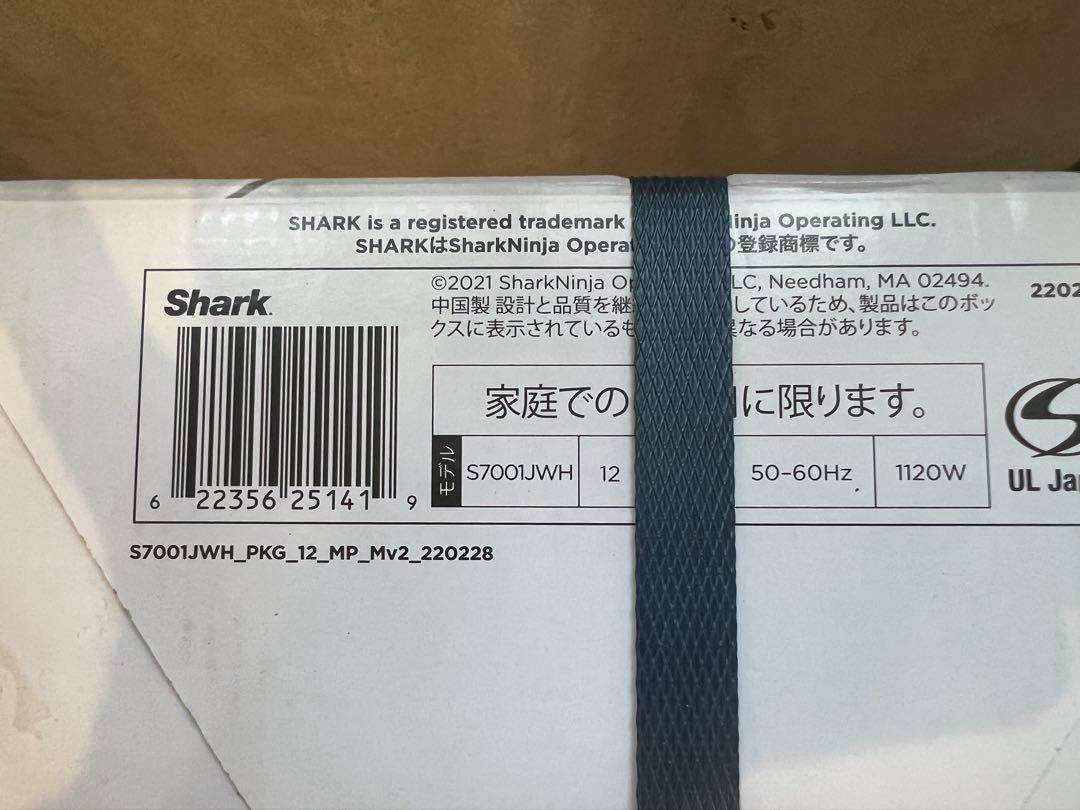 SHARK is a registered trademark inja Operating LLC.
SHARKはSharkNinja Operat 登録商標です。
Shark.
©2021 SharkNinja Op LC, Needham, MA 02494.
中国製 設計と品質を継 しているため、製品はこのボッ
クスに表示されているも なる場合があります。
2202
家庭での に限ります。
モデル S7001JWH 12 50-60Hz 1120W
6 22356 25141 9
UL Jap
S7001JWH_PKG_12_MP_Mv2_220228